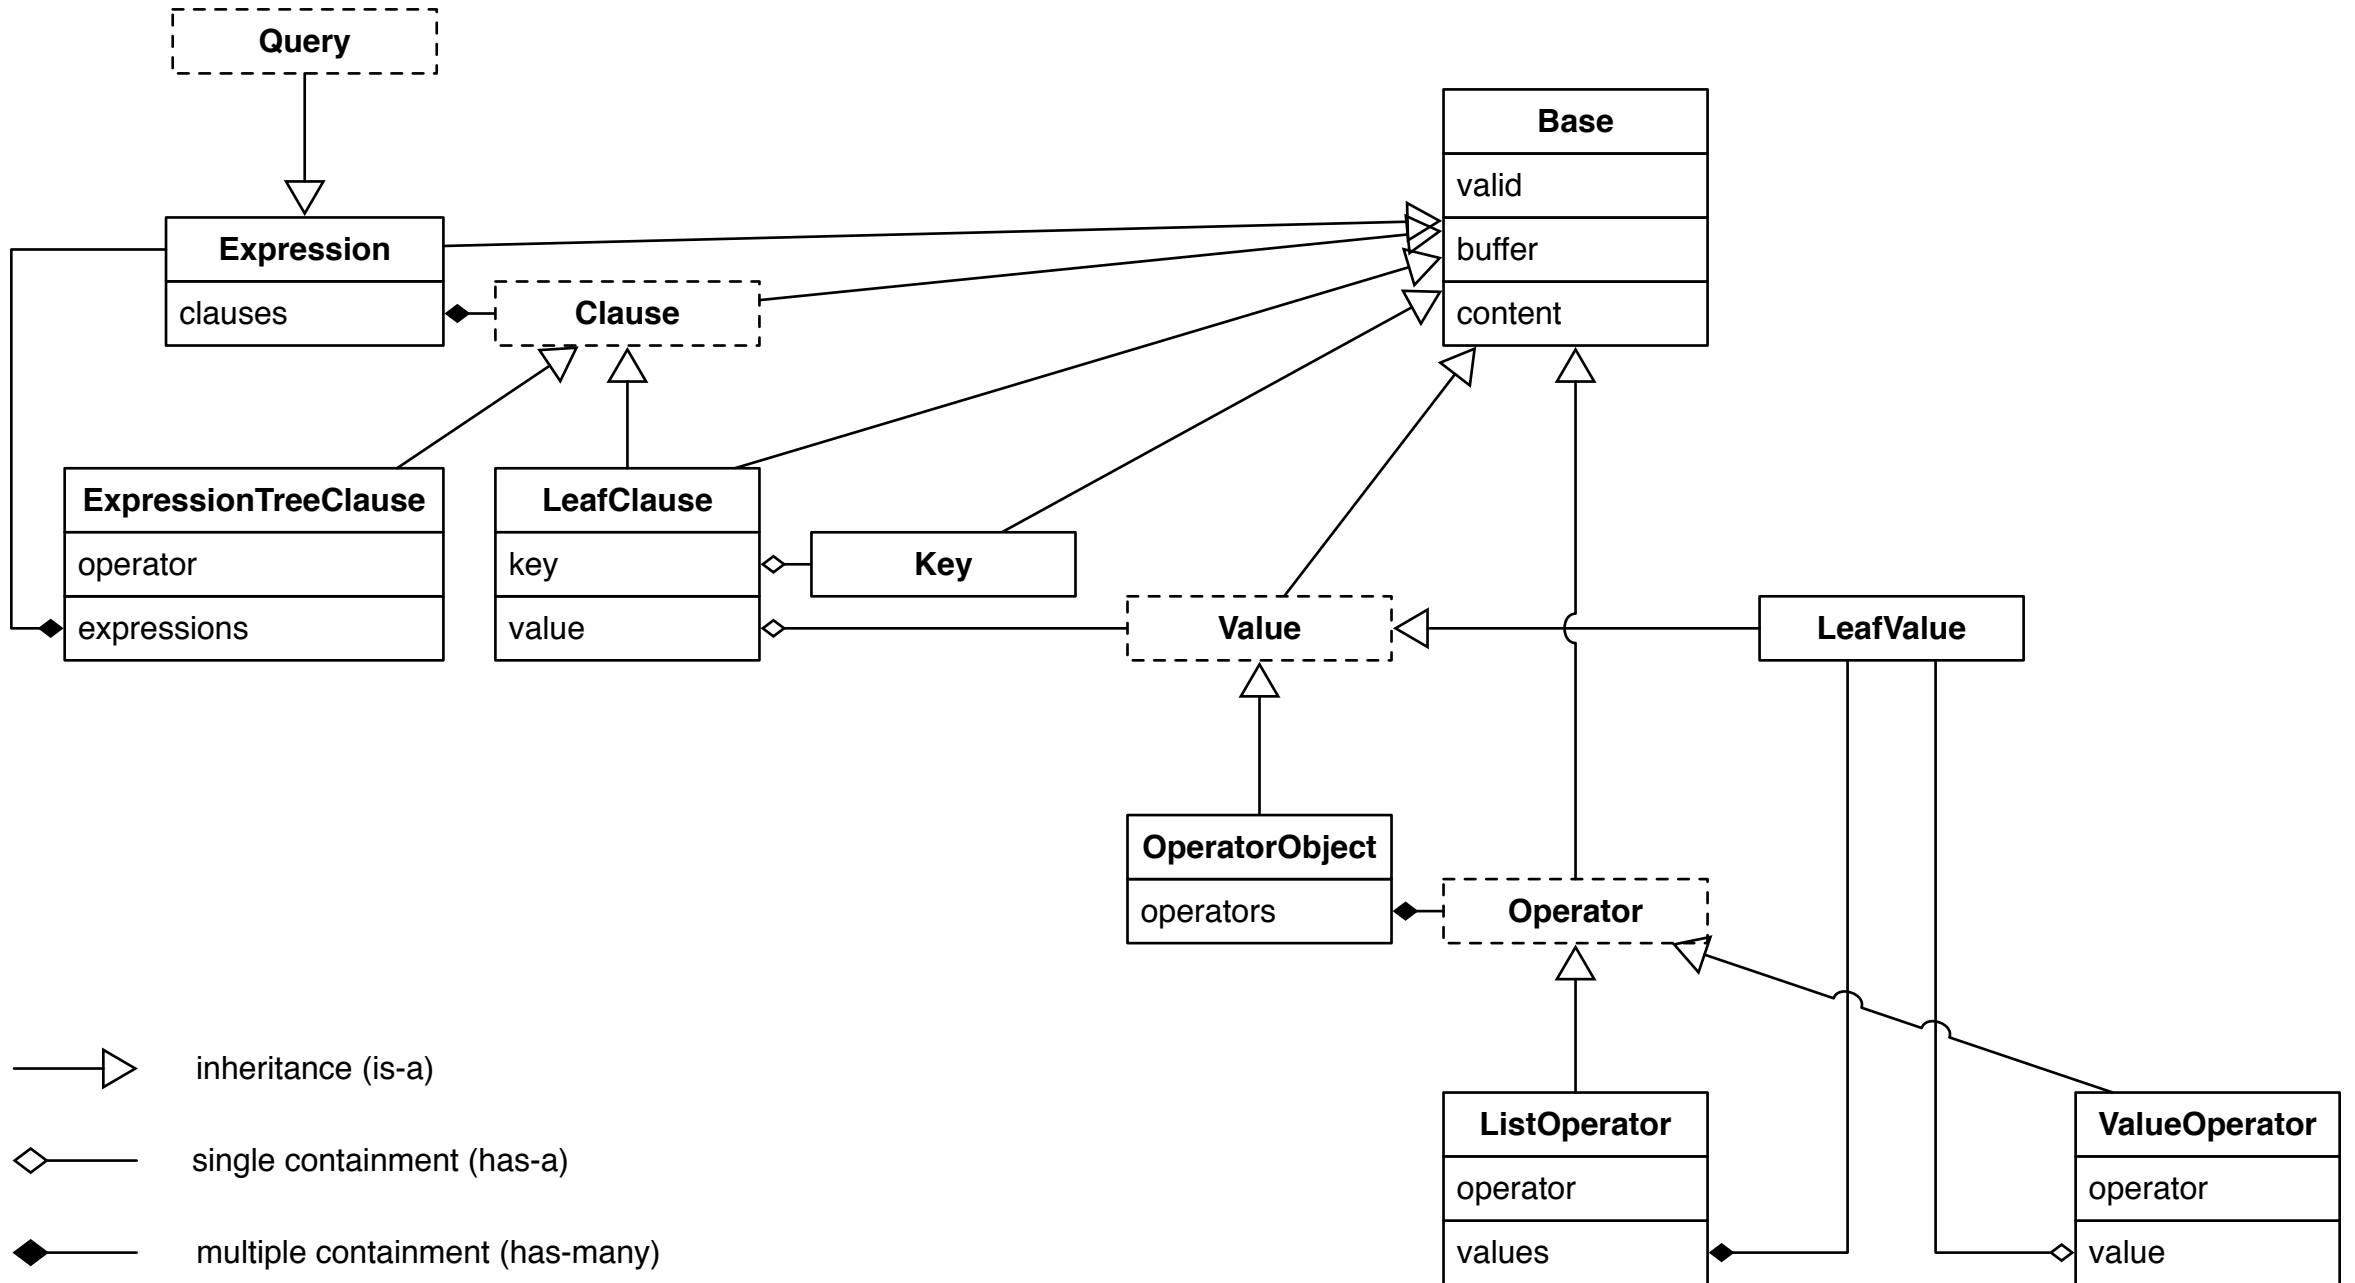 Query
Base
valid
buffer
content
Expression
clauses
Clause
ExpressionTreeClause
operator
expressions
LeafClause
key
value
Key
Value
LeafValue
OperatorObject
operators
Operator
ListOperator
operator
values
ValueOperator
operator
value
inheritance (is-a)
single containment (has-a)
multiple containment (has-many)